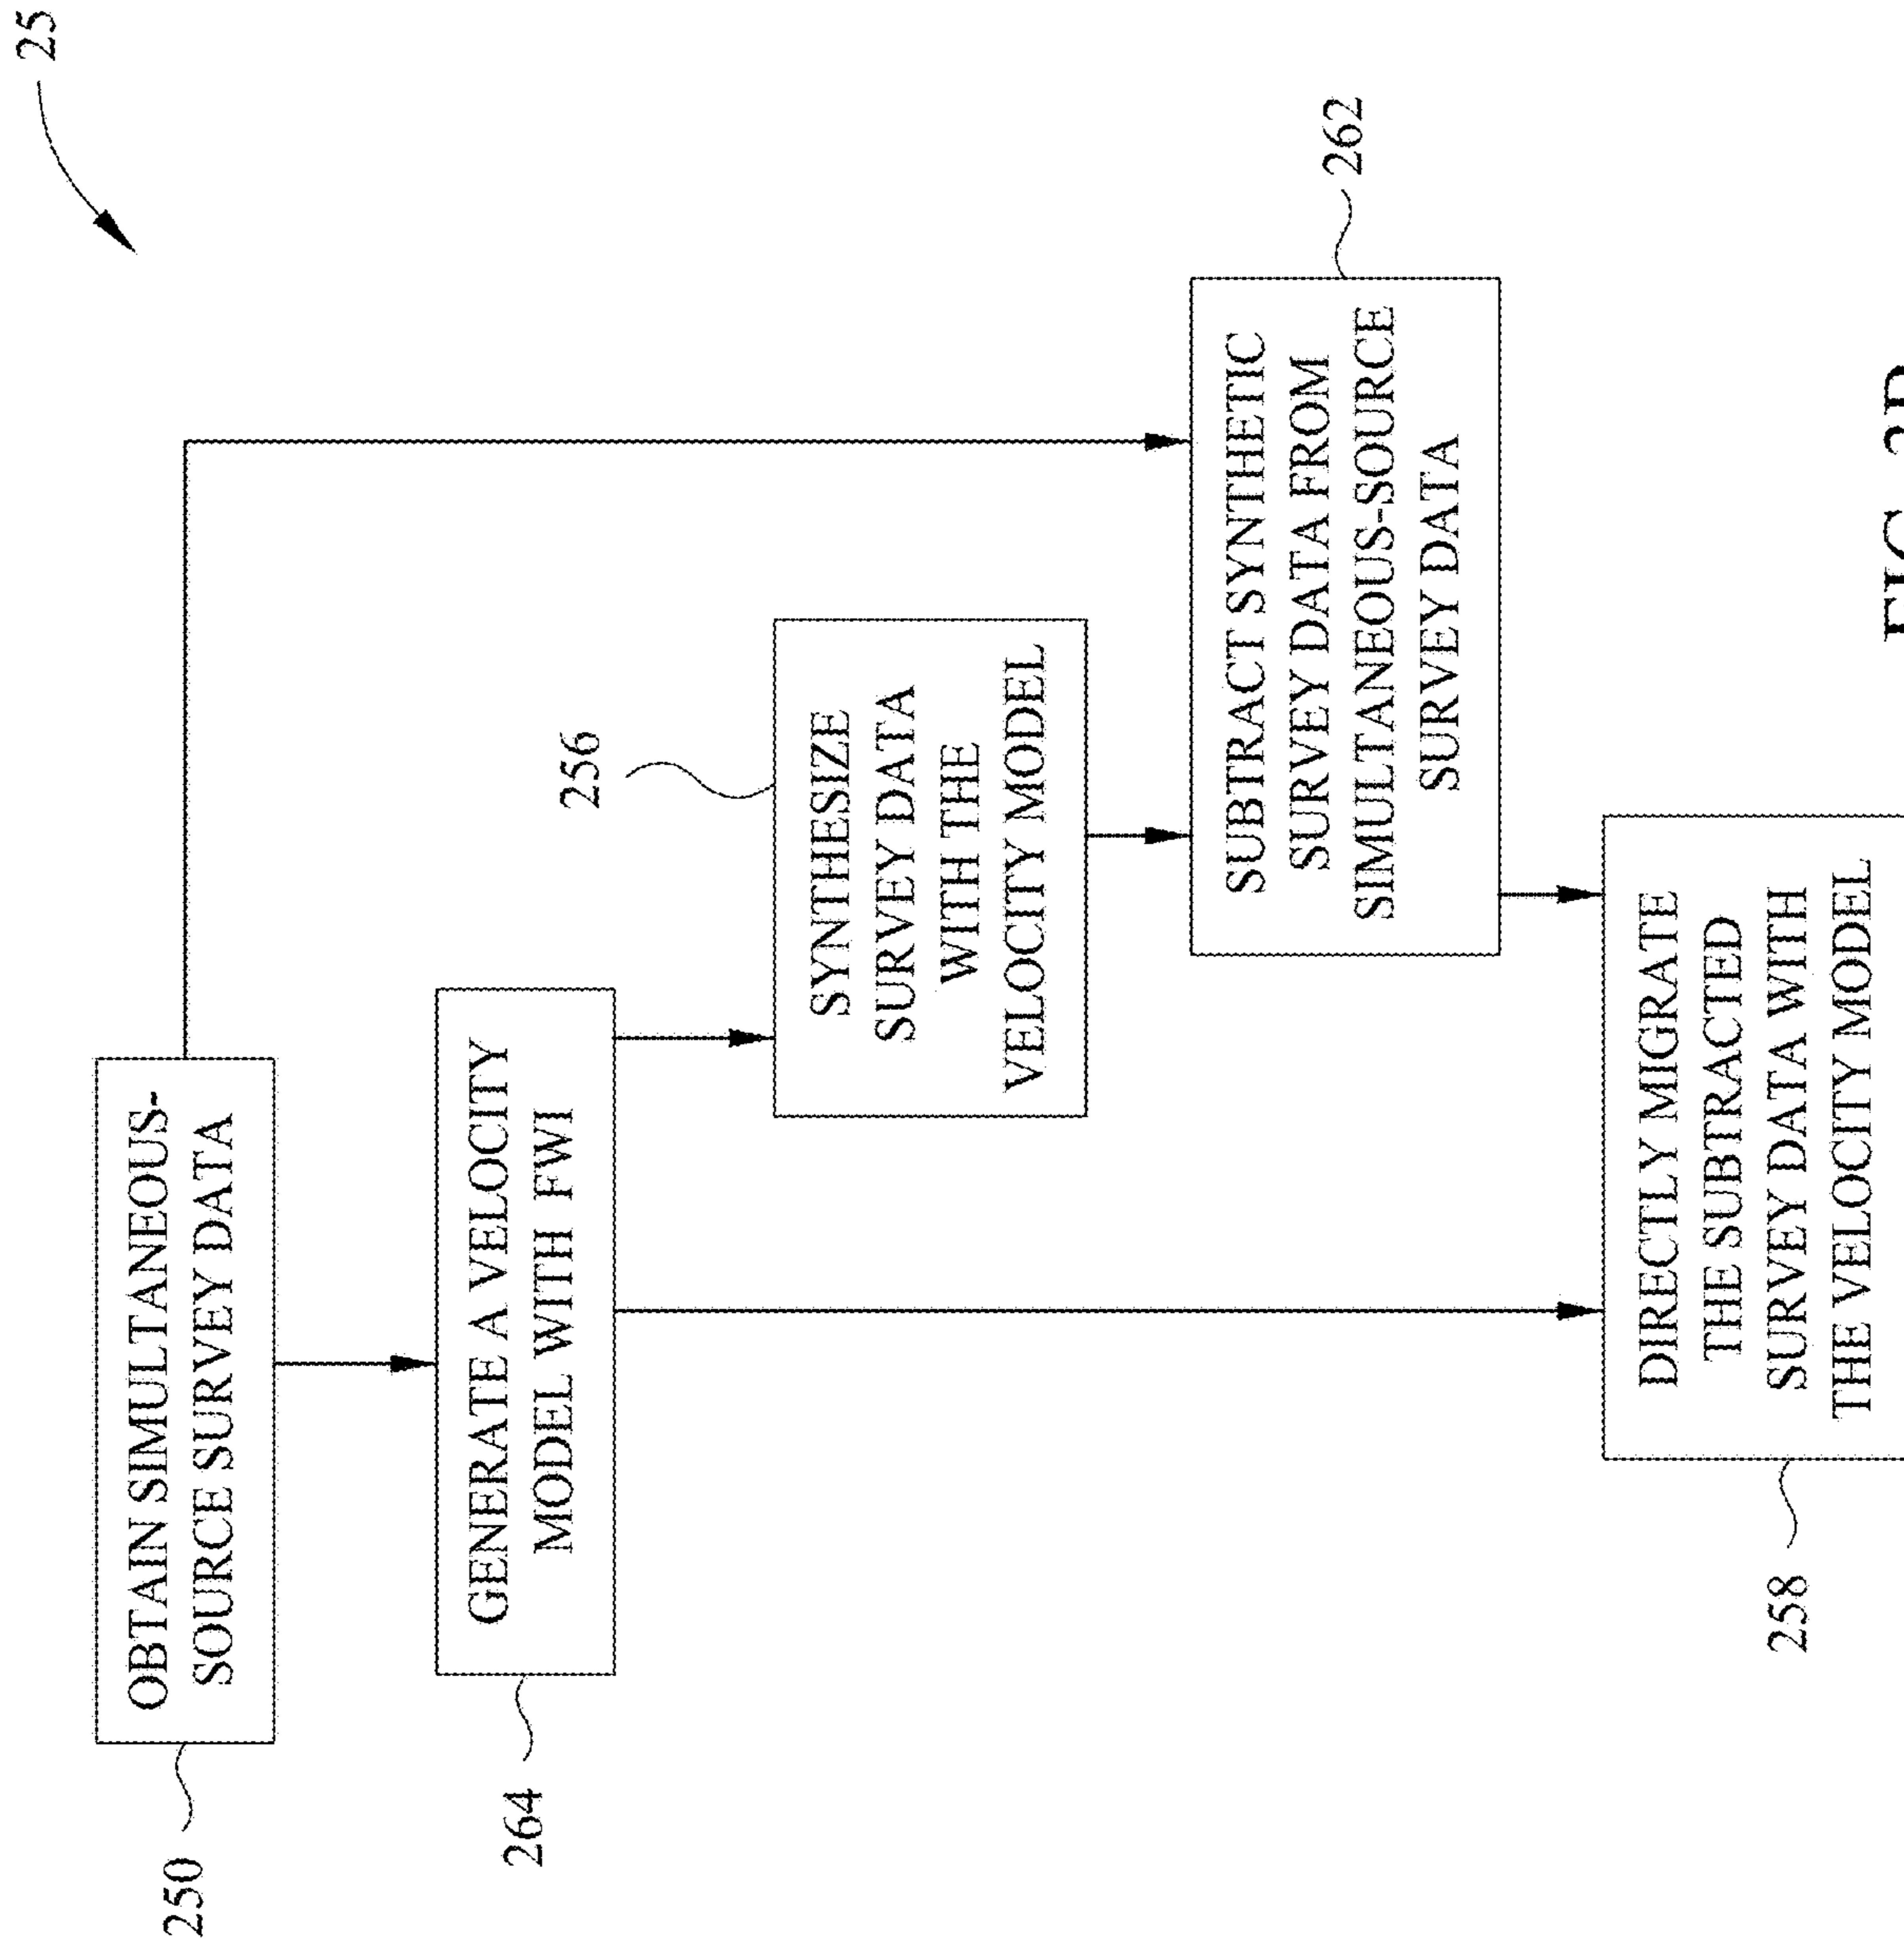 25
250
OBTAIN SIMULTANEOUS-
SOURCE SURVEY DATA
264
GENERATE A VELOCITY
MODEL WITH FWI
256
SYNTHESIZE
SURVEY DATA
WITH THE
VELOCITY MODEL
262
SUBTRACT SYNTHETIC
SURVEY DATA FROM
SIMULTANEOUS-SOURCE
SURVEY DATA
258
DIRECTLY MIGRATE
THE SUBTRACTED
SURVEY DATA WITH
THE VELOCITY MODEL